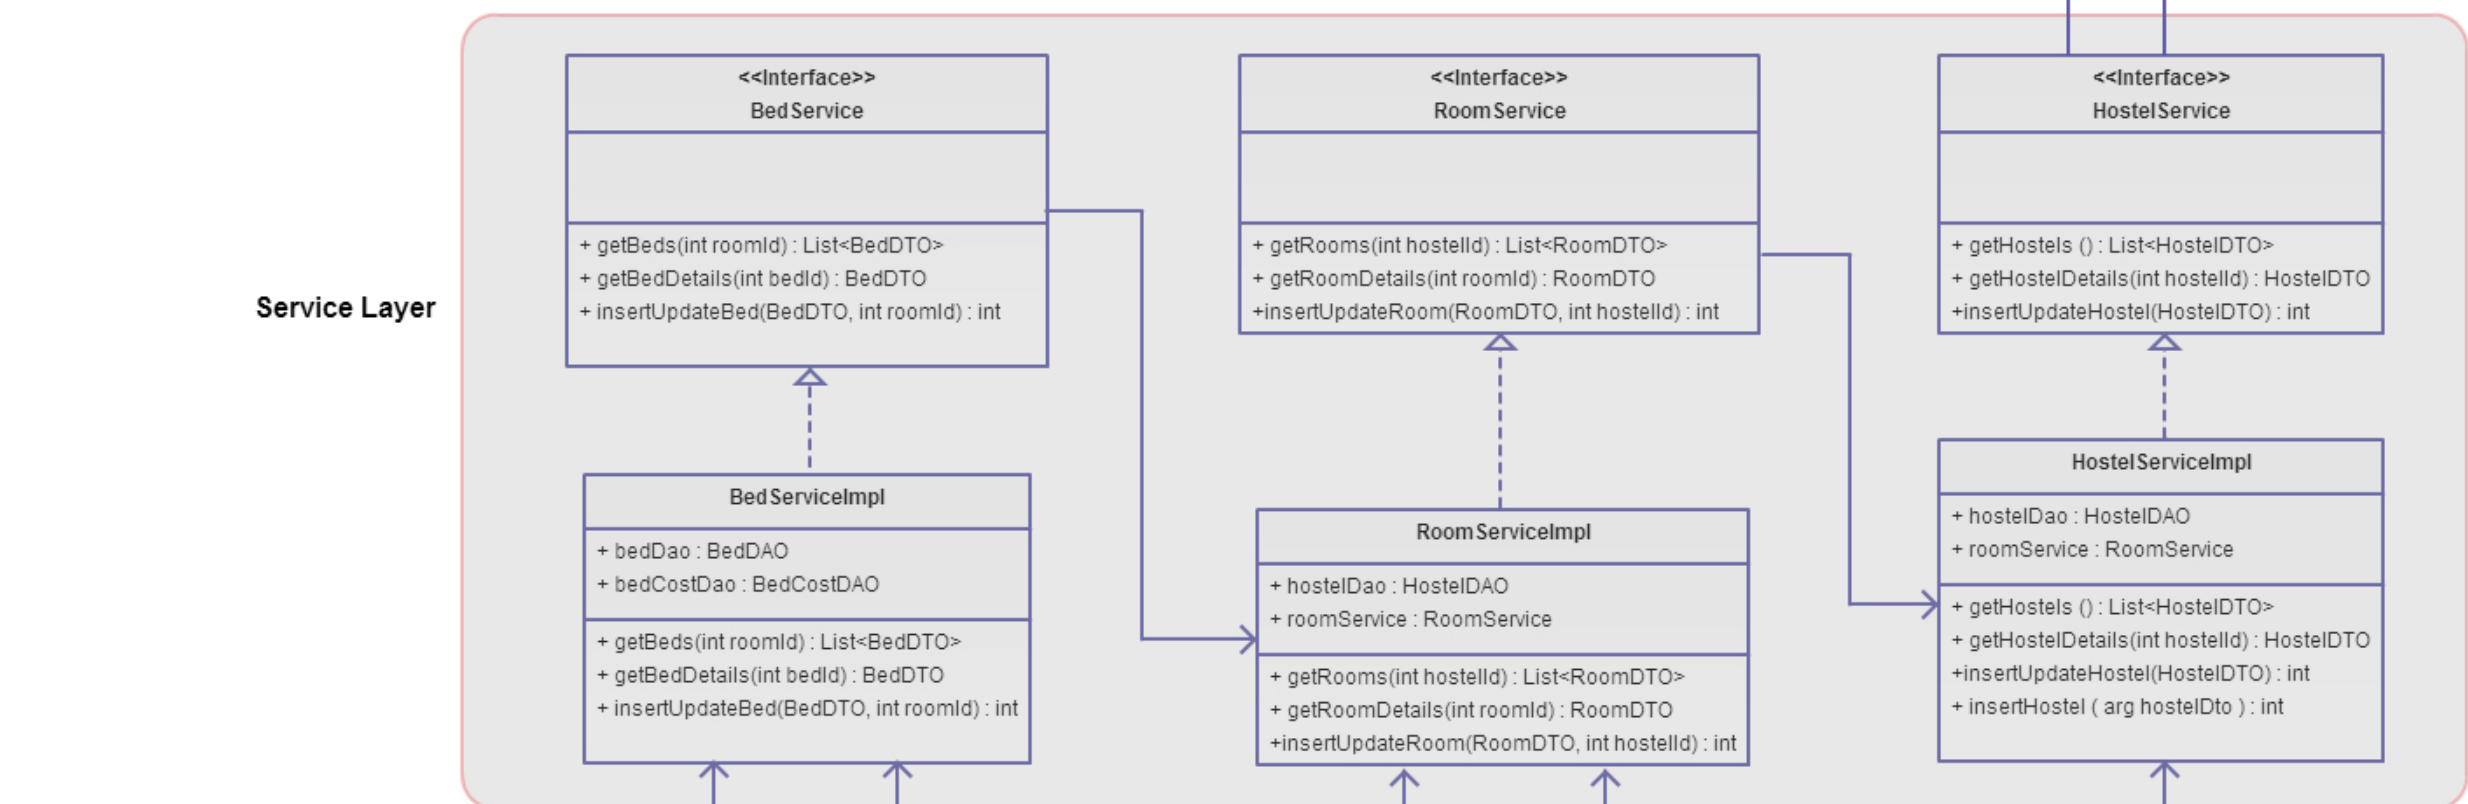 Service Layer
<<Interface>>
BedService
+ getBeds(int roomId) : List<BedDTO>
+ getBedDetails(int bedId) : BedDTO
+ insertUpdateBed(BedDTO, int roomId) : int
<<Interface>>
RoomService
+ getRooms(int hostelId) : List<RoomDTO>
+ getRoomDetails(int roomId) : RoomDTO
+insertUpdateRoom(RoomDTO, int hostelId) : int
<<Interface>>
HostelService
+ getHostels () : List<HostelDTO>
+ getHostelDetails(int hostelId) : HostelDTO
+insertUpdateHostel(HostelDTO) : int
BedServiceImpl
+ bedDao : BedDAO
+ bedCostDao : BedCostDAO
+ getBeds(int roomId) : List<BedDTO>
+ getBedDetails(int bedId) : BedDTO
+ insertUpdateBed(BedDTO, int roomId) : int
RoomServiceImpl
+ hostelDao : HostelDAO
+ roomService : RoomService
+ getRooms(int hostelId) : List<RoomDTO>
+ getRoomDetails(int roomId) : RoomDTO
+insertUpdateRoom(RoomDTO, int hostelId) : int
HostelServiceImpl
+ hostelDao : HostelDAO
+ roomService : RoomService
+ getHostels () : List<HostelDTO>
+ getHostelDetails(int hostelId) : HostelDTO
+insertUpdateHostel(HostelDTO) : int
+ insertHostel ( arg hostelDto ) : int